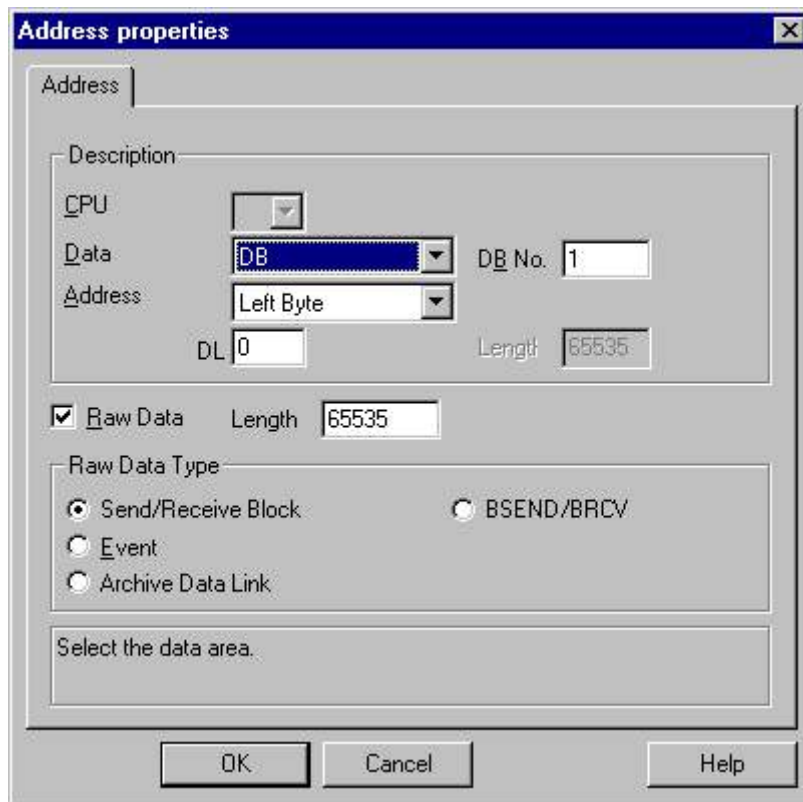 Address properties
Address
Description
CPU
Data DB DB No. 1
Address Left Byte
DL 0 Length 65535
Raw Data Length 65535
Raw Data Type
Send/Receive Block BSEND/BRCV
Event
Archive Data Link
Select the data area.
OK Cancel Help